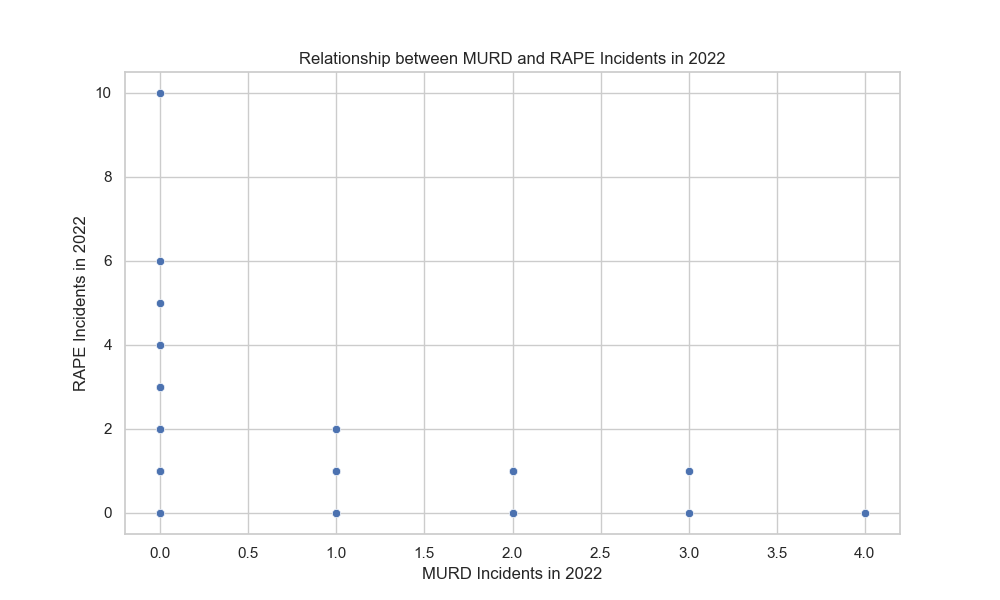 Relationship between MURD and RAPE Incidents in 2022
10
8
6
4
2
0
RAPE Incidents in 2022
0.0 0.5 1.0 1.5 2.0 2.5 3.0 3.5 4.0
MURD Incidents in 2022